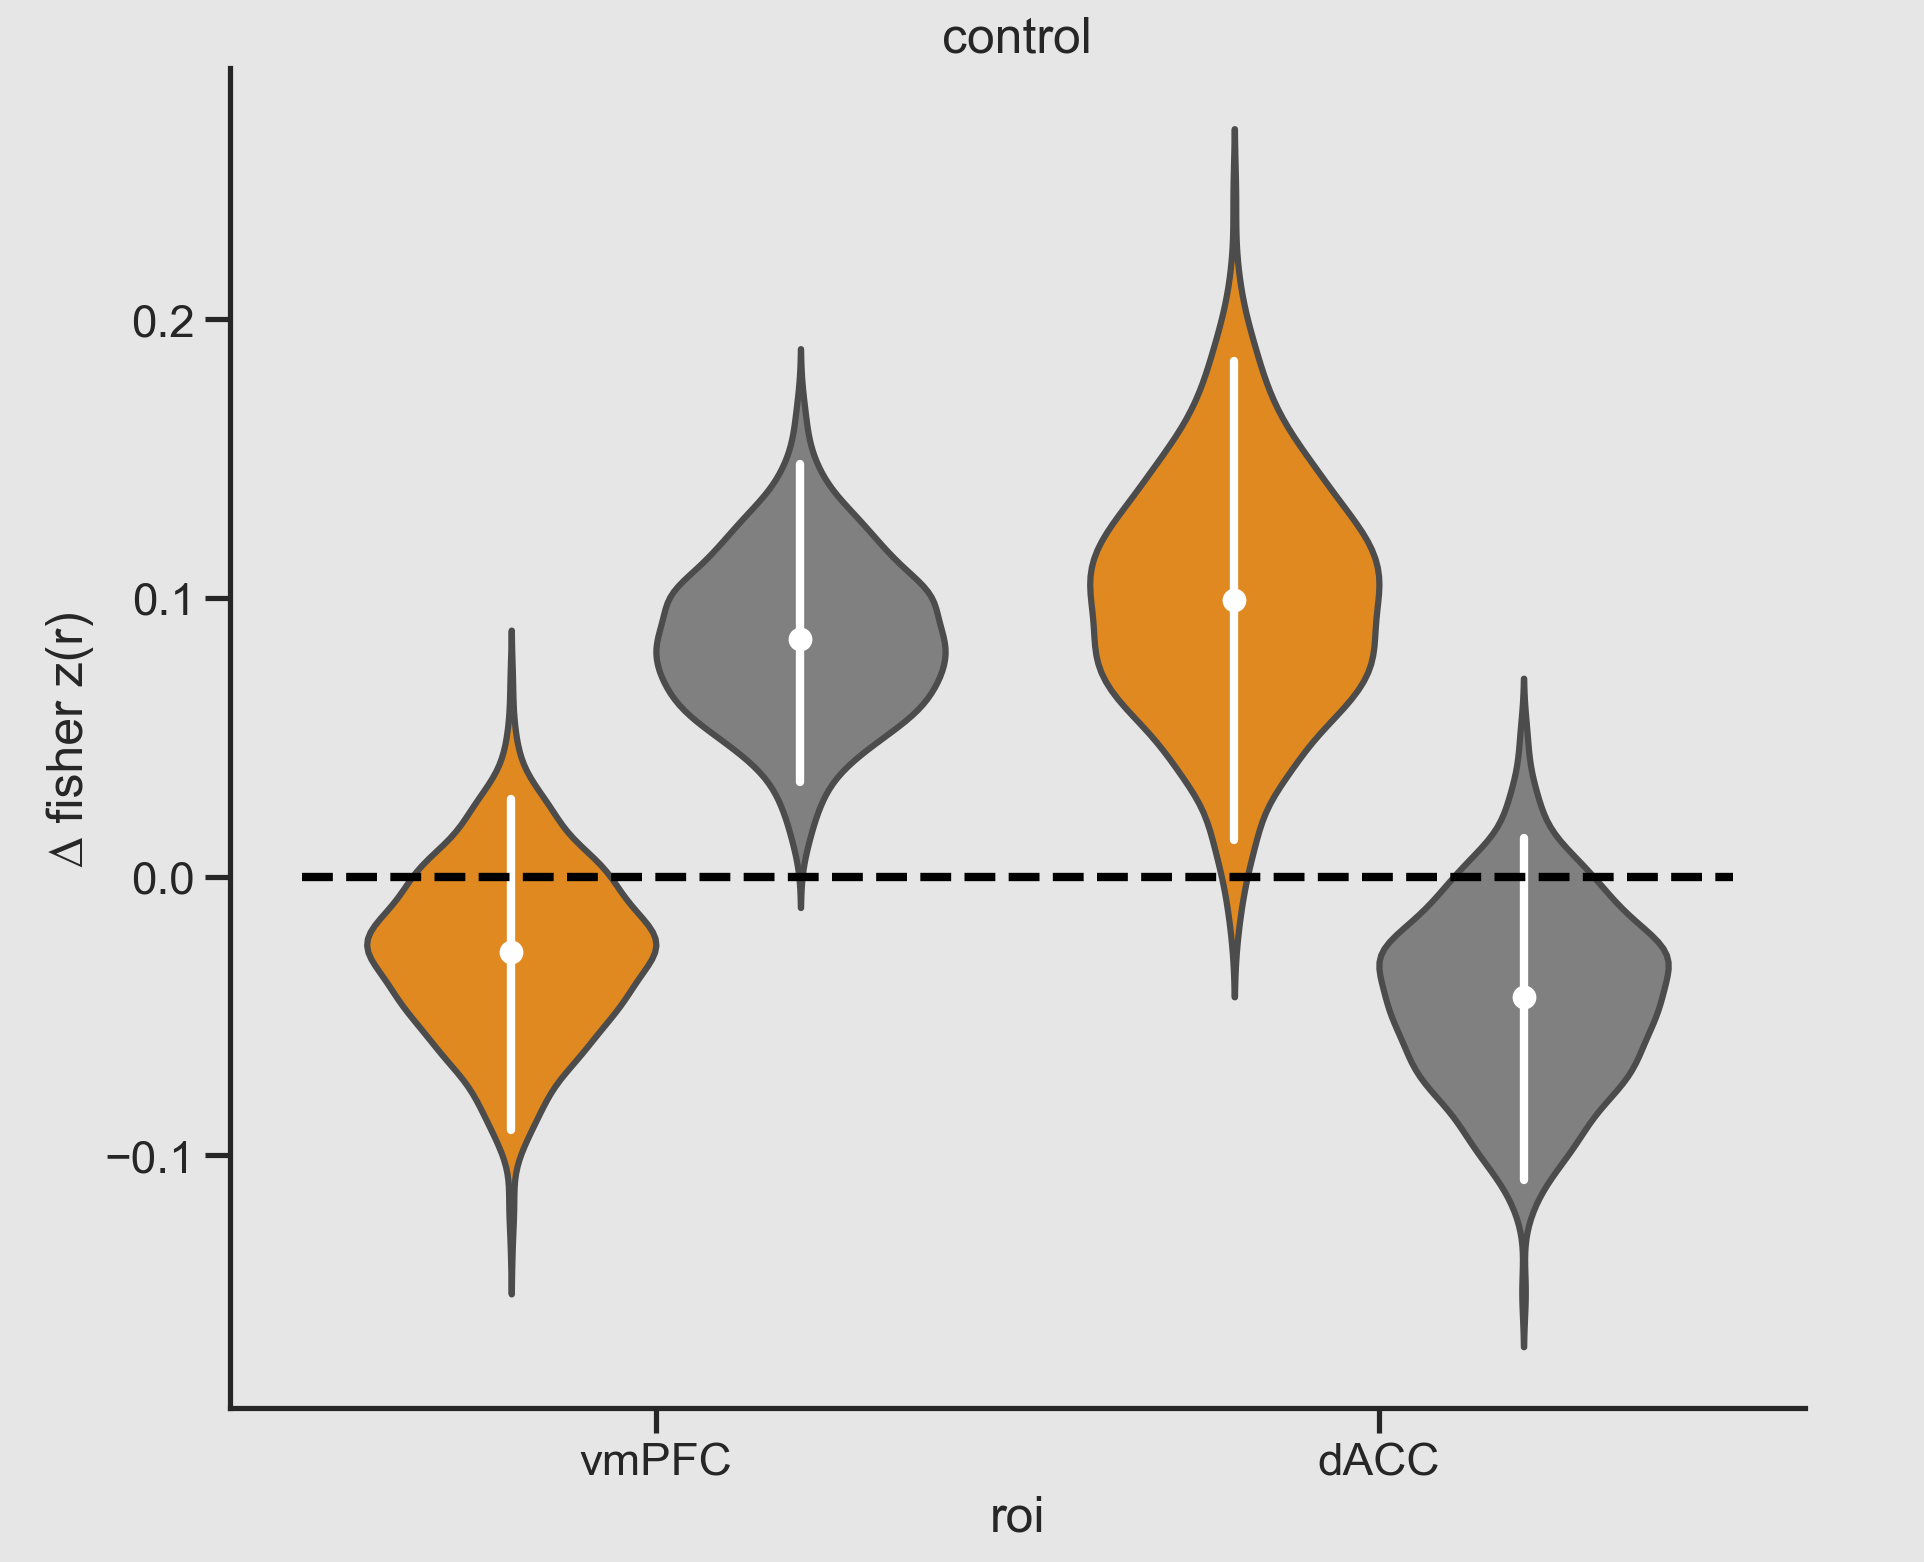 control
Δ fisher z(r)
0.2
0.1
0.0
−0.1
vmPFC
dACC
roi